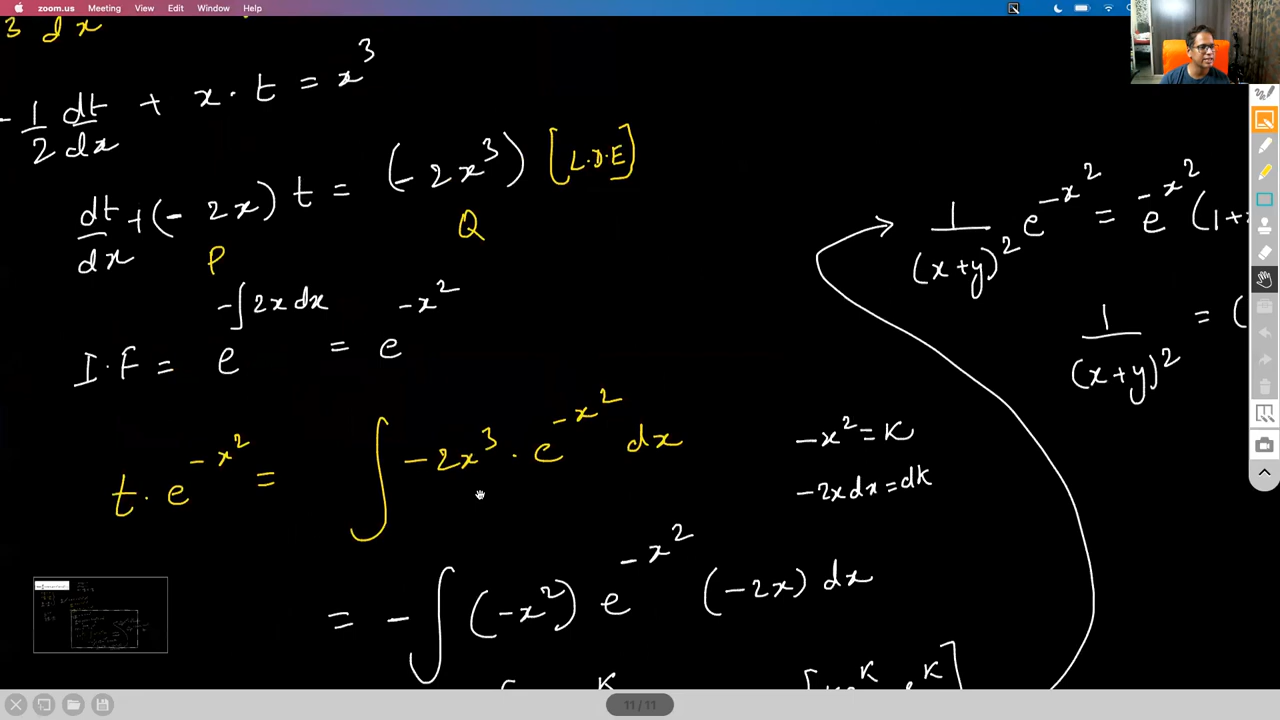 zoom.us Meeting View Edit Window Help
3 dx
-1/2 dt/dx + x · t = x^3
dt/dx + (- 2x) t = (- 2x^3) [L.D.E]
P Q
I.F = e^{-∫2x dx} = e^{-x^2}
t · e^{-x^2} = ∫ -2x^3 · e^{-x^2} dx
= - ∫ (-x^2) e^{-x^2} (-2x) dx
-x^2 = K
-2x dx = dK
1/(x+y)^2 e^{-x^2} = e^{-x^2} (1+
1/(x+y)^2 = (
11 / 11